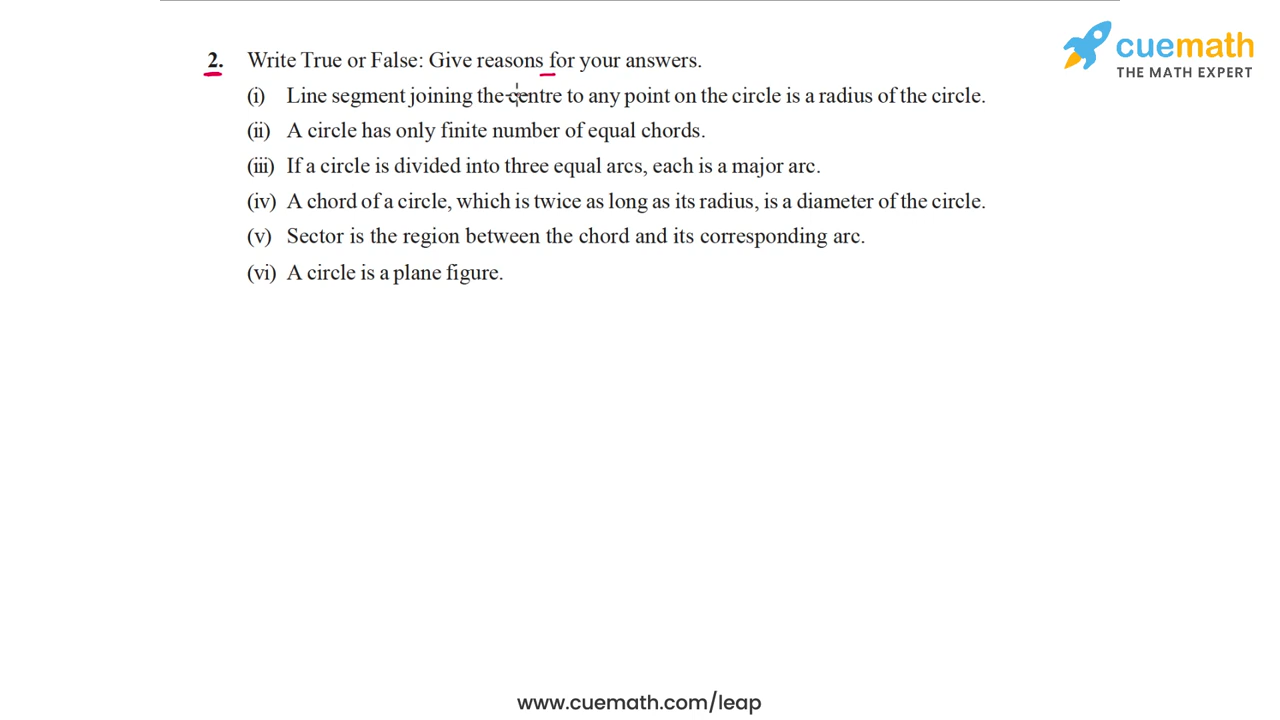 cuemath
THE MATH EXPERT
2. Write True or False: Give reasons for your answers.
(i) Line segment joining the centre to any point on the circle is a radius of the circle.
(ii) A circle has only finite number of equal chords.
(iii) If a circle is divided into three equal arcs, each is a major arc.
(iv) A chord of a circle, which is twice as long as its radius, is a diameter of the circle.
(v) Sector is the region between the chord and its corresponding arc.
(vi) A circle is a plane figure.
www.cuemath.com/leap